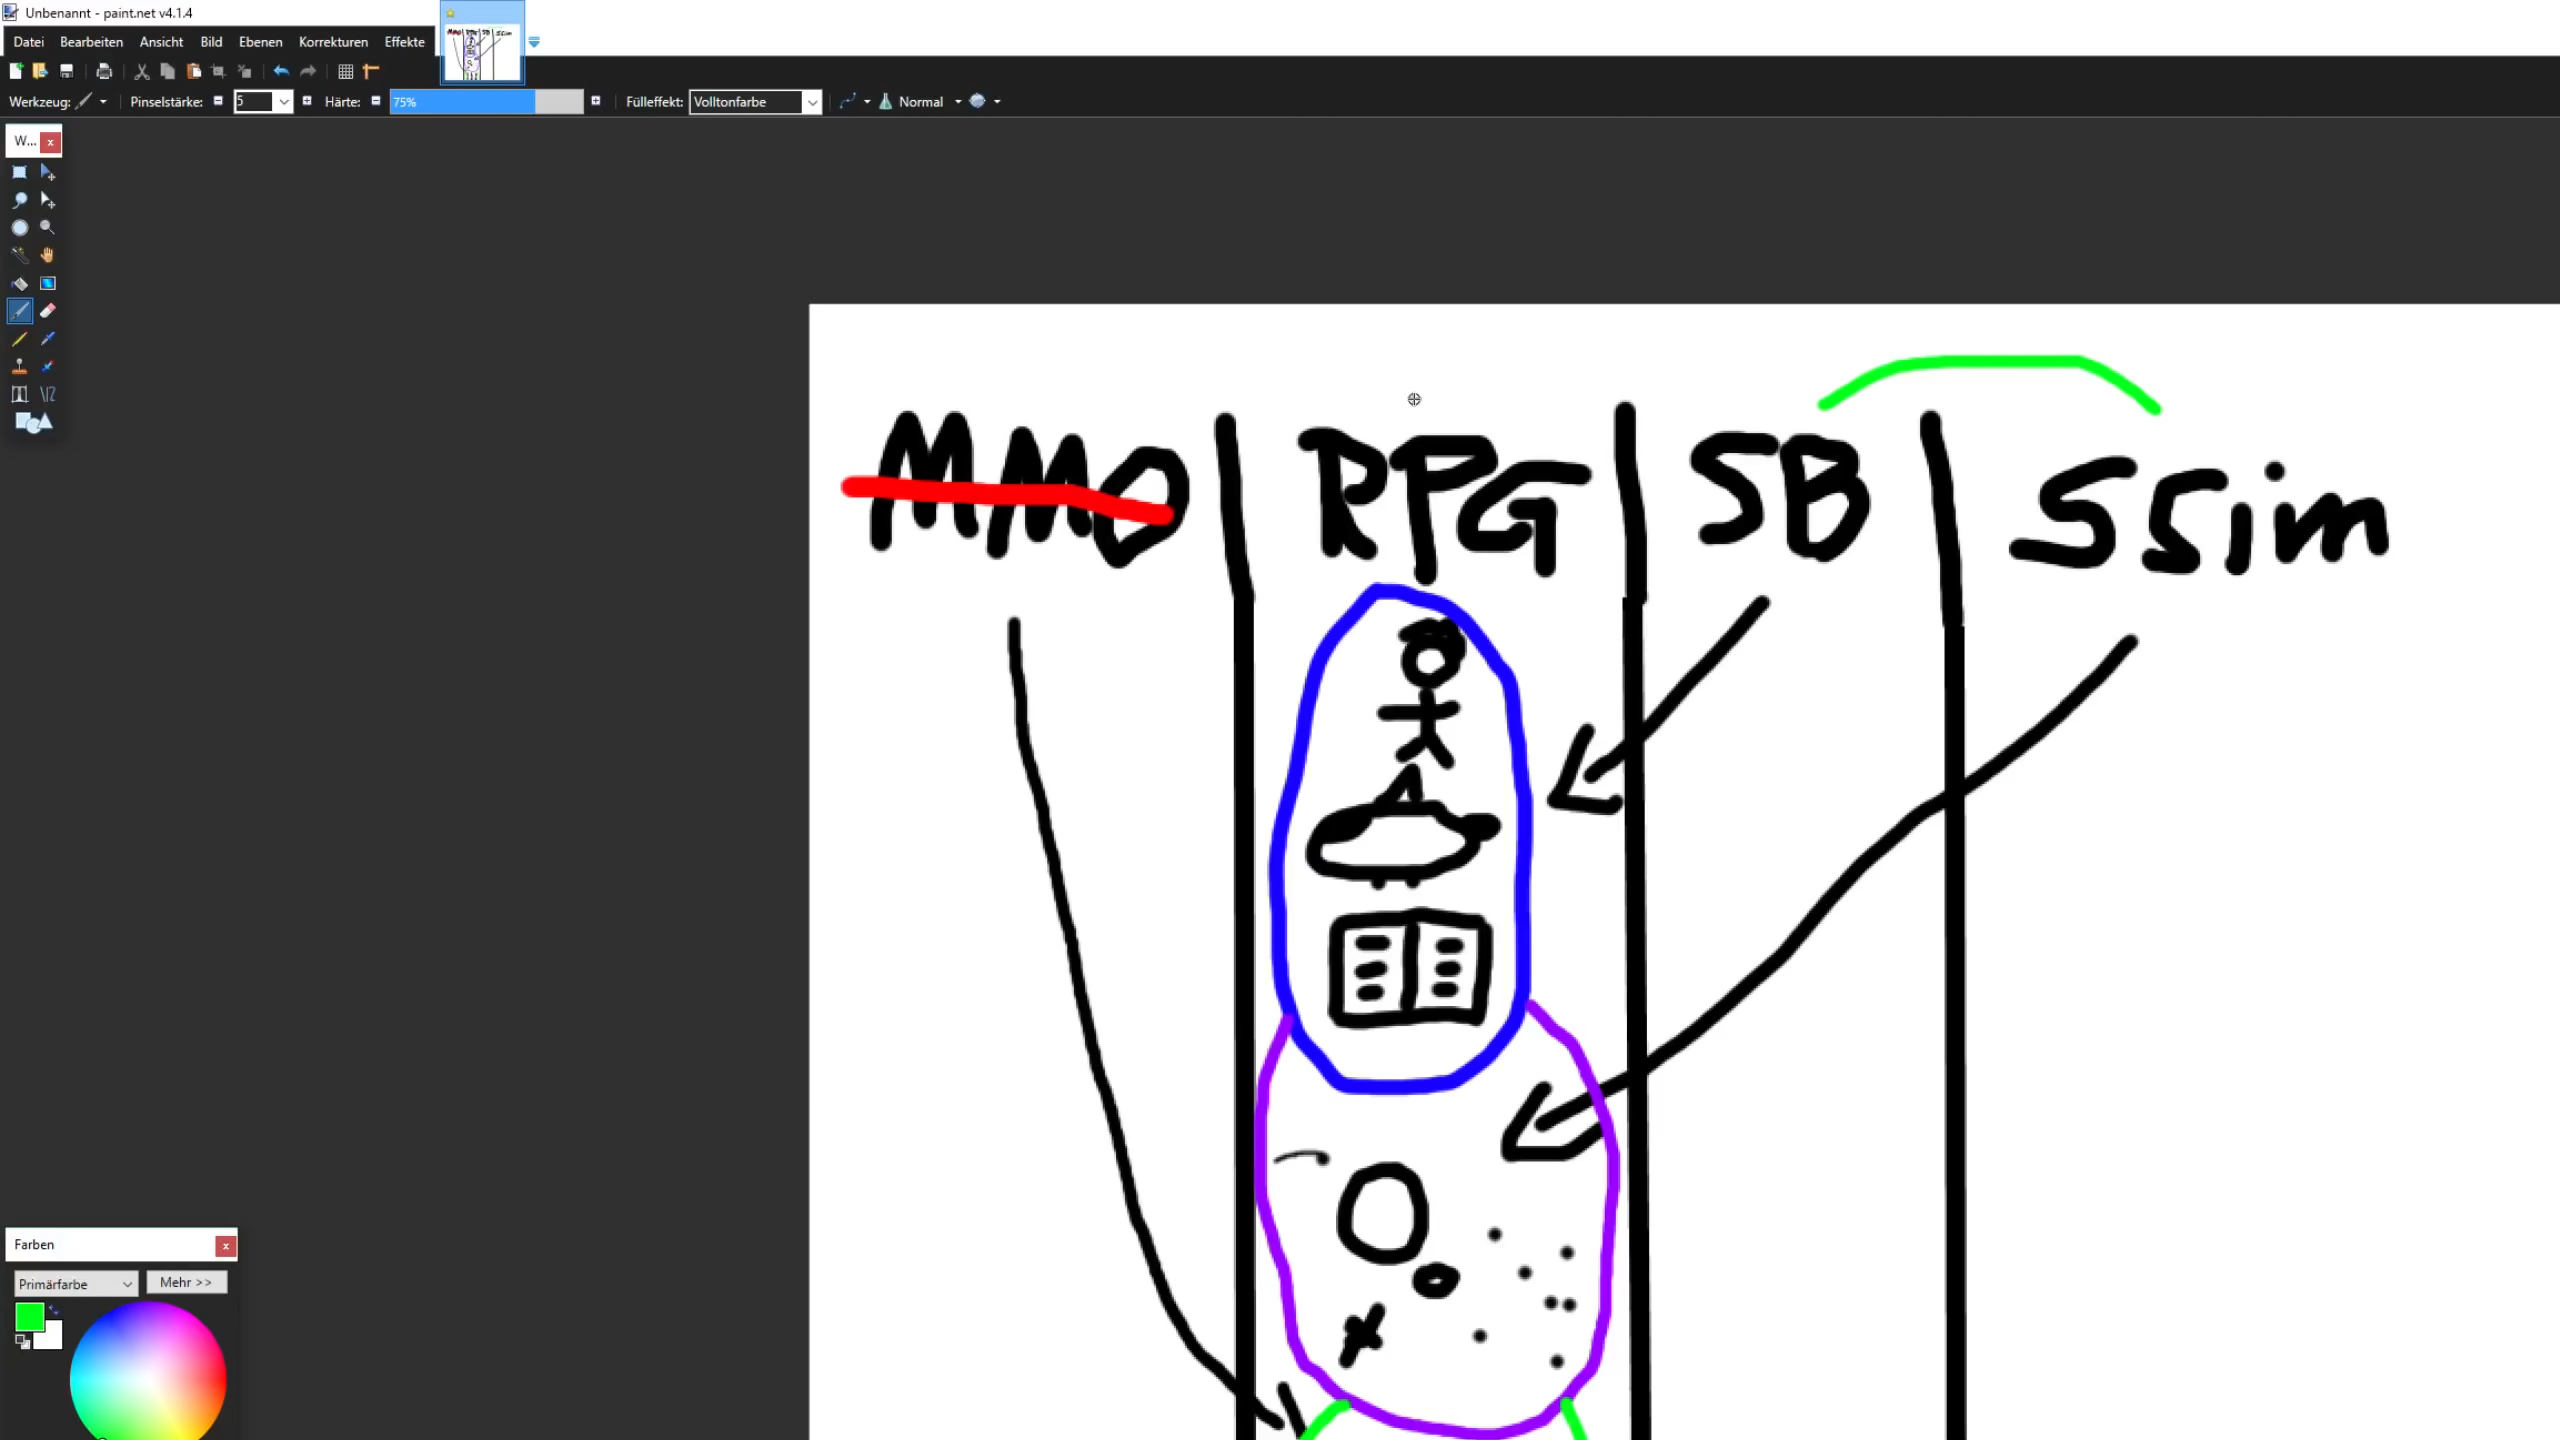 Unbenannt - paint.net v4.1.4
Datei Bearbeiten Ansicht Bild Ebenen Korrekturen Effekte
Werkzeug: Pinselstärke: 5 Härte: 75% Fülleffekt: Volltonfarbe Normal
W...
MMO RPG SB SSim
Farben
Primärfarbe Mehr >>